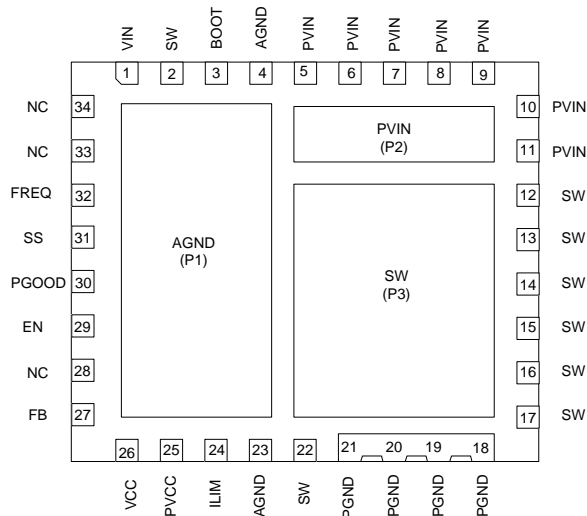 VIN SW BOOT AGND PVIN PVIN PVIN PVIN PVIN
1 2 3 4 5 6 7 8 9
NC 34
NC 33
FREQ 32
SS 31
PGOOD 30
EN 29
NC 28
FB 27
AGND
(P1)
PVIN
(P2)
SW
(P3)
10 PVIN
11 PVIN
12 SW
13 SW
14 SW
15 SW
16 SW
17 SW
26 25 24 23 22 21 20 19 18
VCC PVCC ILIM AGND SW PGND PGND PGND PGND